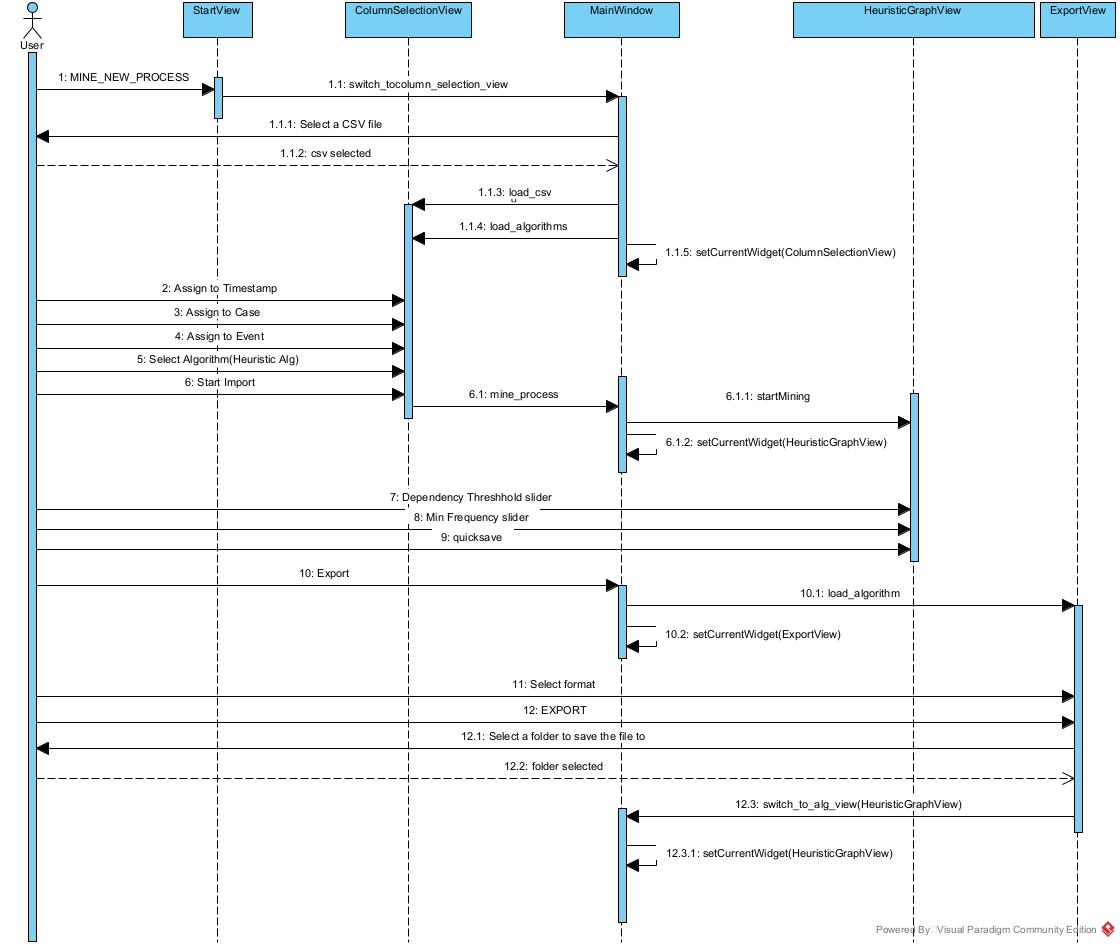 StartView
ColumnSelectionView
MainWindow
HeuristicGraphView
ExportView
User
1: MINE_NEW_PROCESS
1.1: switch_tocolumn_selection_view
1.1.1: Select a CSV file
1.1.2: csv selected
1.1.3: load_csv
1.1.4: load_algorithms
1.1.5: setCurrentWidget(ColumnSelectionView)
2: Assign to Timestamp
3: Assign to Case
4: Assign to Event
5: Select Algorithm(Heuristic Alg)
6: Start Import
6.1: mine_process
6.1.1: startMining
6.1.2: setCurrentWidget(HeuristicGraphView)
7: Dependency Threshhold slider
8: Min Frequency slider
9: quicksave
10: Export
10.1: load_algorithm
10.2: setCurrentWidget(ExportView)
11: Select format
12: EXPORT
12.1: Select a folder to save the file to
12.2: folder selected
12.3: switch_to_alg_view(HeuristicGraphView)
12.3.1: setCurrentWidget(HeuristicGraphView)
Powered By Visual Paradigm Community Edition